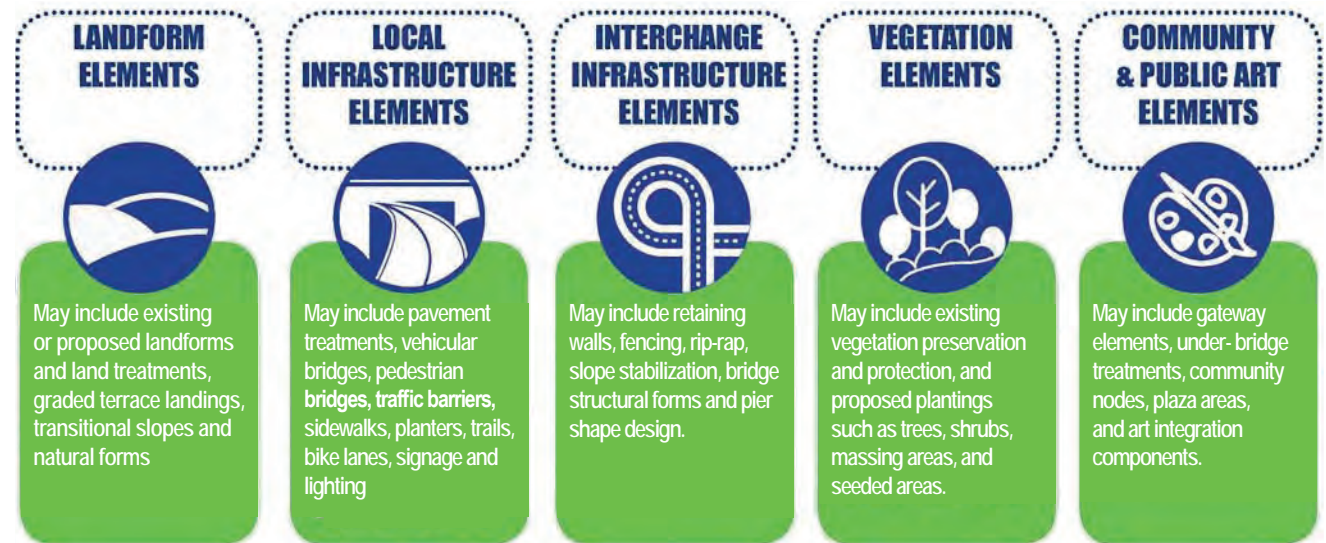 LANDFORM
ELEMENTS
May include existing
or proposed landforms
and land treatments,
graded terrace landings,
transitional slopes and
natural forms
LOCAL
INFRASTRUCTURE
ELEMENTS
May include pavement
treatments, vehicular
bridges, pedestrian
bridges, traffic barriers,
sidewalks, planters, trails,
bike lanes, signage and
lighting
INTERCHANGE
INFRASTRUCTURE
ELEMENTS
May include retaining
walls, fencing, rip-rap,
slope stabilization, bridge
structural forms and pier
shape design.
VEGETATION
ELEMENTS
May include existing
vegetation preservation
and protection, and
proposed plantings
such as trees, shrubs,
massing areas, and
seeded areas.
COMMUNITY
& PUBLIC ART
ELEMENTS
May include gateway
elements, under- bridge
treatments, community
nodes, plaza areas,
and art integration
components.